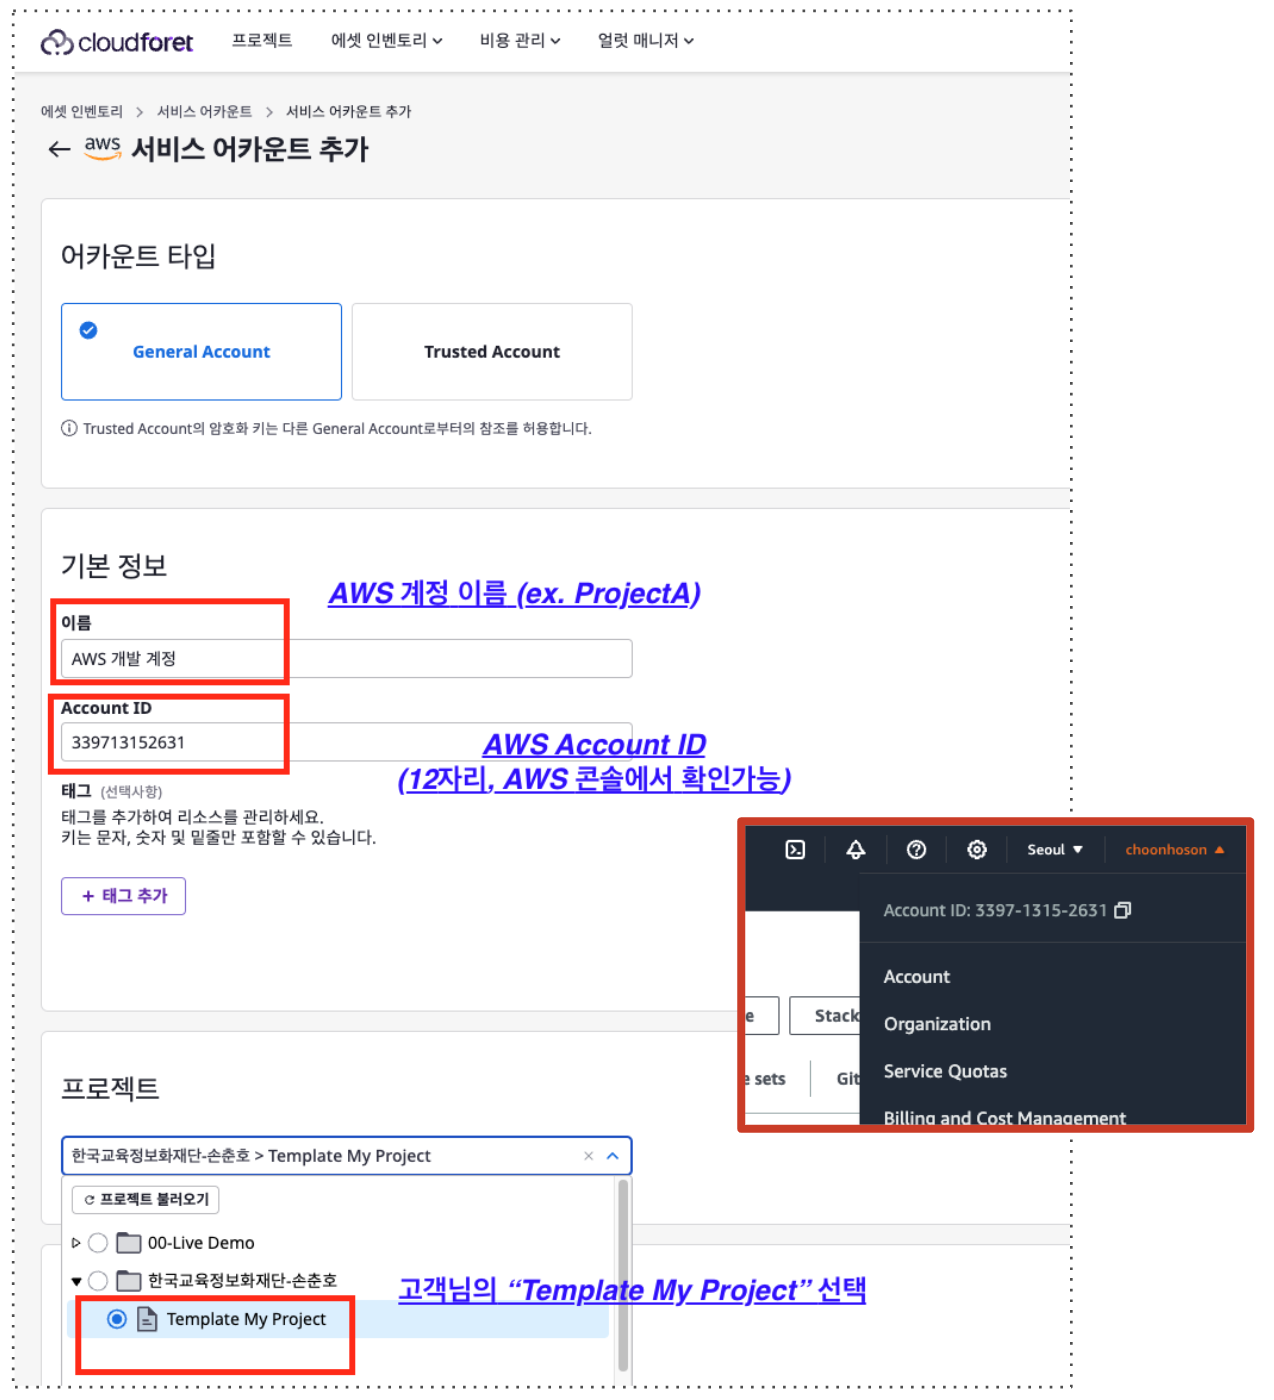 cloudforet 프로젝트 에셋 인벤토리 비용 관리 얼럿 매니저
에셋 인벤토리 > 서비스 어카운트 > 서비스 어카운트 추가
← aws 서비스 어카운트 추가
어카운트 타입
General Account
Trusted Account
Trusted Account의 암호화 키는 다른 General Account로부터의 참조를 허용합니다.
기본 정보
AWS 계정 이름 (ex. ProjectA)
이름
AWS 개발 계정
Account ID
339713152631
AWS Account ID
(12자리, AWS 콘솔에서 확인가능)
태그 (선택사항)
태그를 추가하여 리소스를 관리하세요.
키는 문자, 숫자 및 밑줄만 포함할 수 있습니다.
+ 태그 추가
Seoul ▼ choonhoson ▲
Account ID: 3397-1315-2631
Account
Organization
Service Quotas
Billing and Cost Management
e Stack
e sets Git
프로젝트
한국교육정보화재단-손춘호 > Template My Project
프로젝트 불러오기
00-Live Demo
한국교육정보화재단-손춘호
고객님의 “Template My Project” 선택
Template My Project